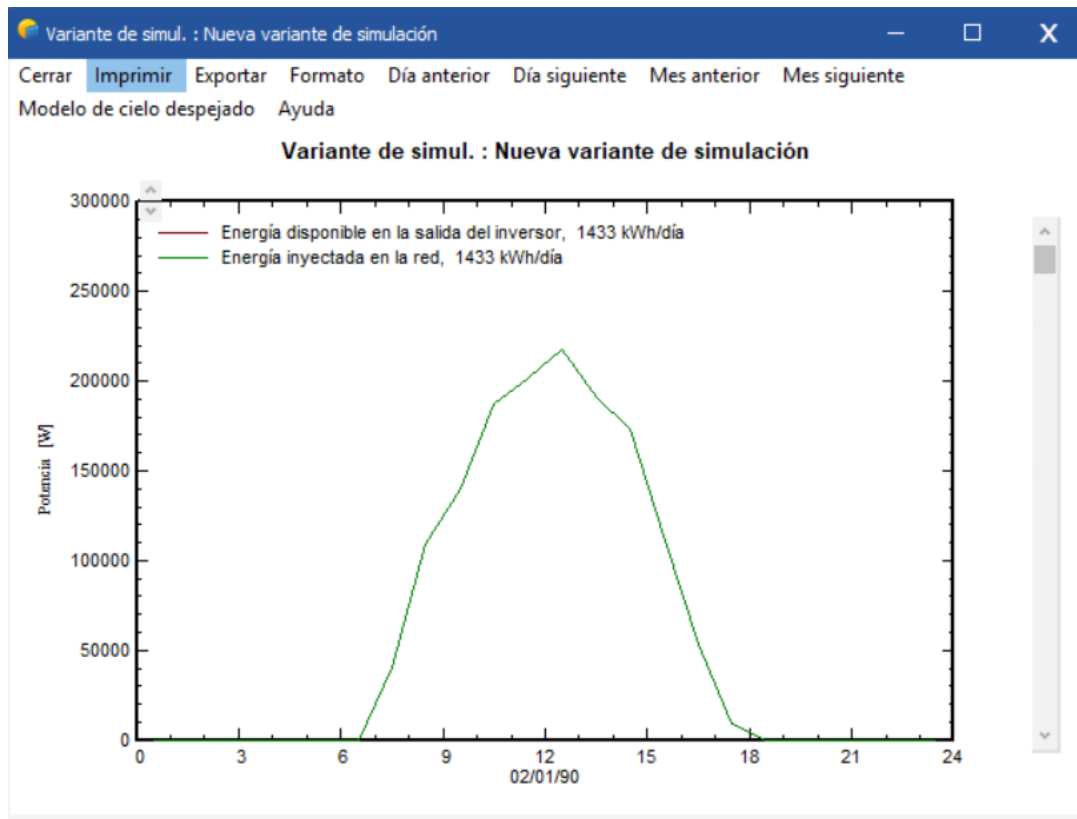 Variante de simul. : Nueva variante de simulación
Cerrar Imprimir Exportar Formato Día anterior Día siguiente Mes anterior Mes siguiente
Modelo de cielo despejado Ayuda
Variante de simul. : Nueva variante de simulación
300000
Energía disponible en la salida del inversor, 1433 kWh/día
Energía inyectada en la red, 1433 kWh/día
250000
200000
Potencia [W]
150000
100000
50000
0
0 3 6 9 12 15 18 21 24
02/01/90